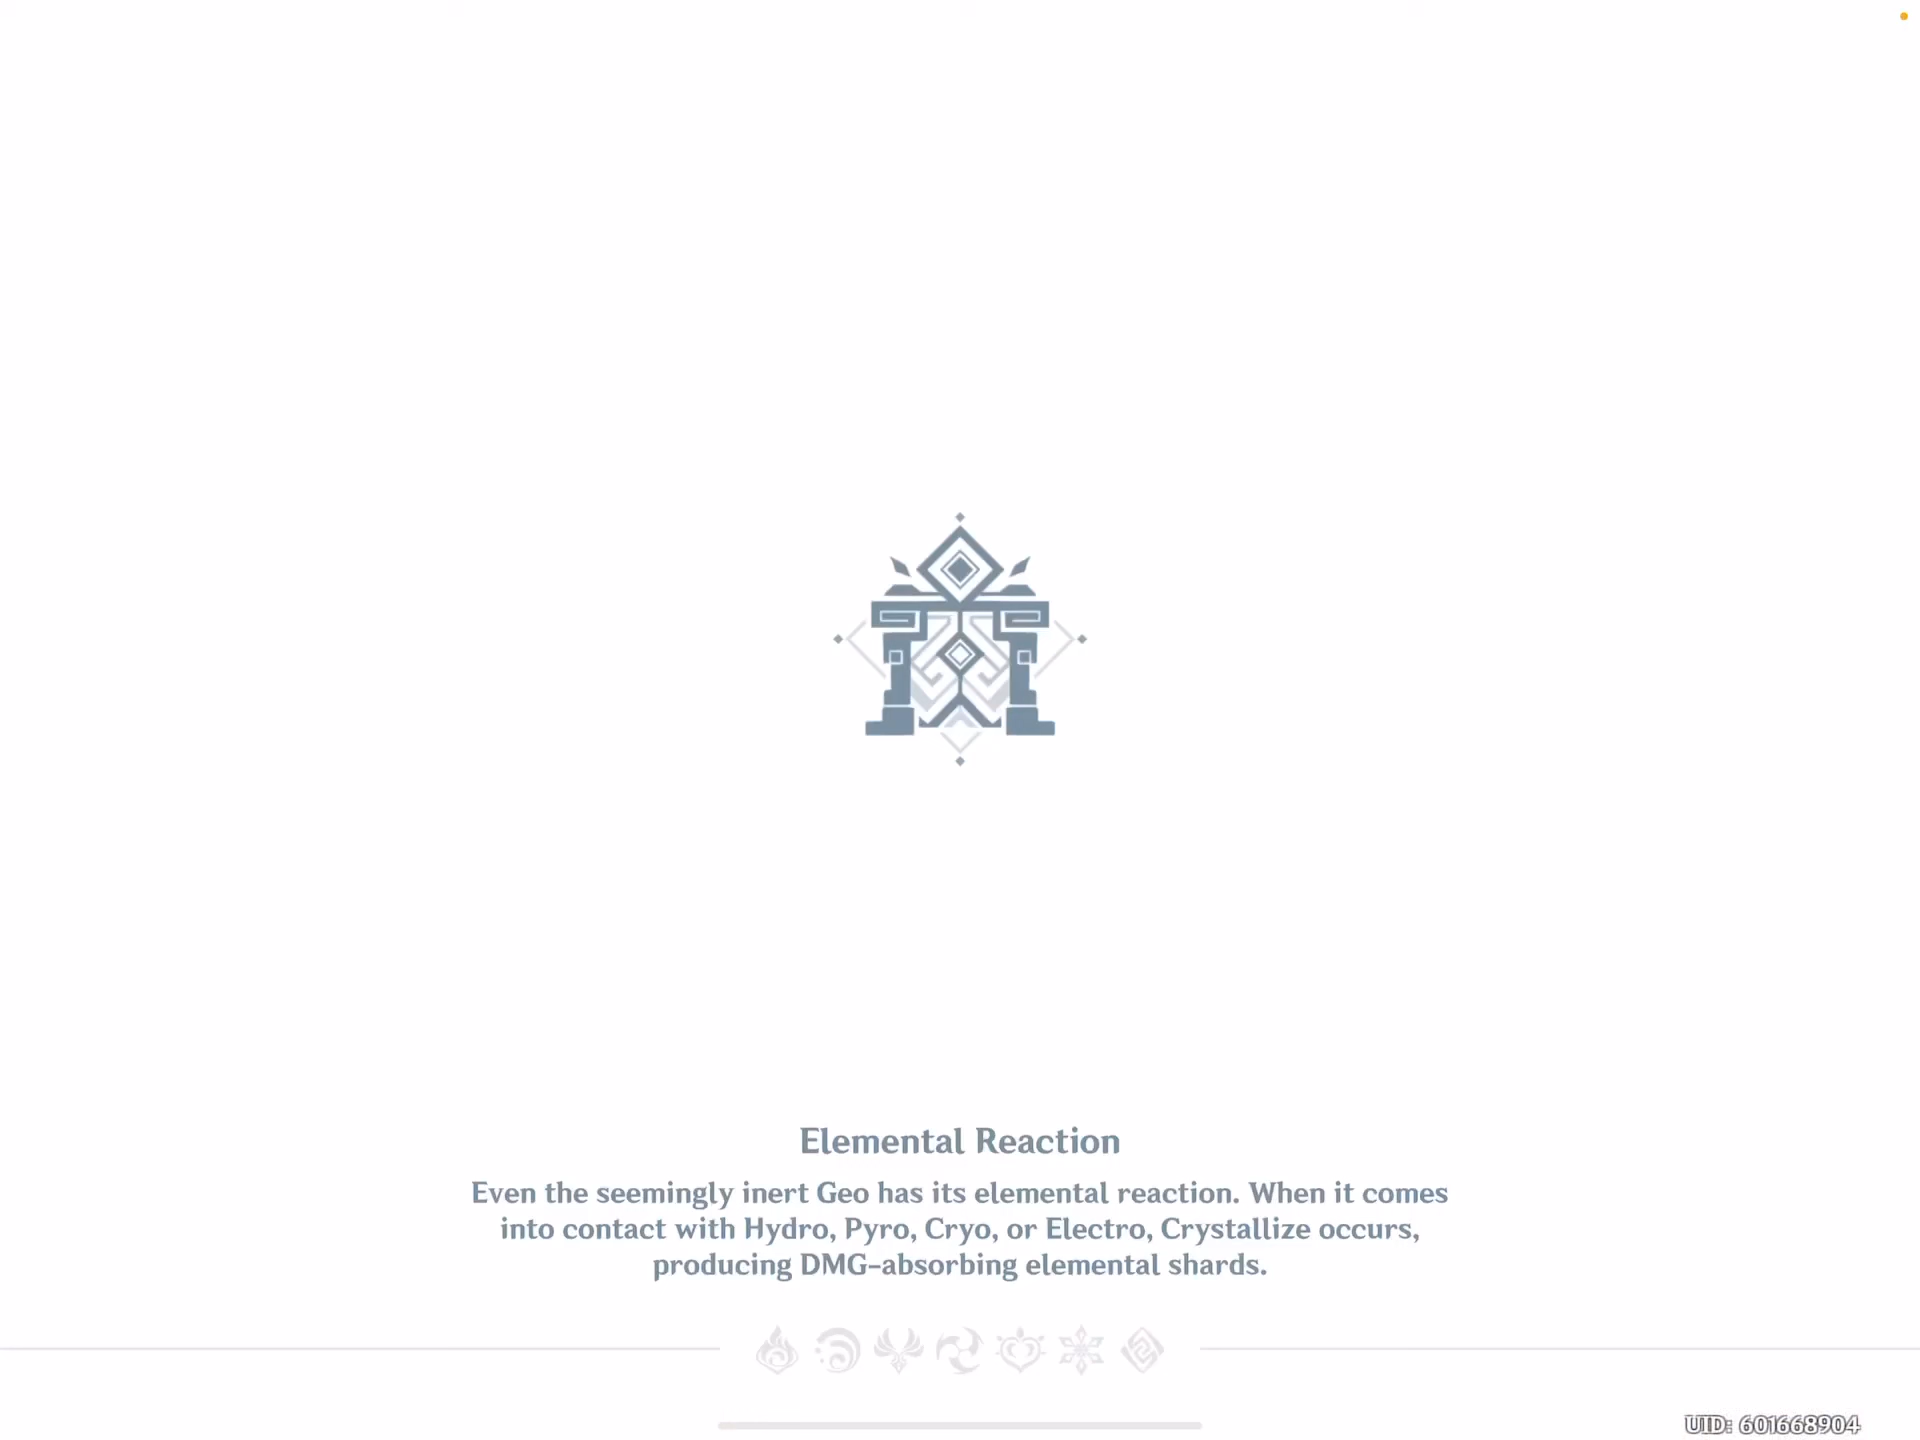 Elemental Reaction
Even the seemingly inert Geo has its elemental reaction. When it comes
into contact with Hydro, Pyro, Cryo, or Electro, Crystallize occurs,
producing DMG-absorbing elemental shards.
UID: 601668904